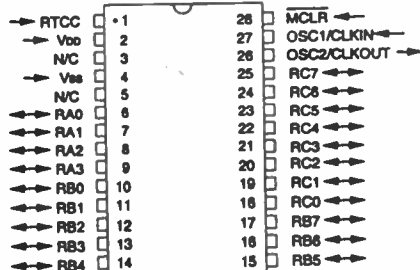 RTCC •1 28 MCLR
VDD 2 27 OSC1/CLKIN
N/C 3 26 OSC2/CLKOUT
VSS 4 25 RC7
N/C 5 24 RC6
RA0 6 23 RC5
RA1 7 22 RC4
RA2 8 21 RC3
RA3 9 20 RC2
RB0 10 19 RC1
RB1 11 18 RC0
RB2 12 17 RB7
RB3 13 16 RB6
RB4 14 15 RB5